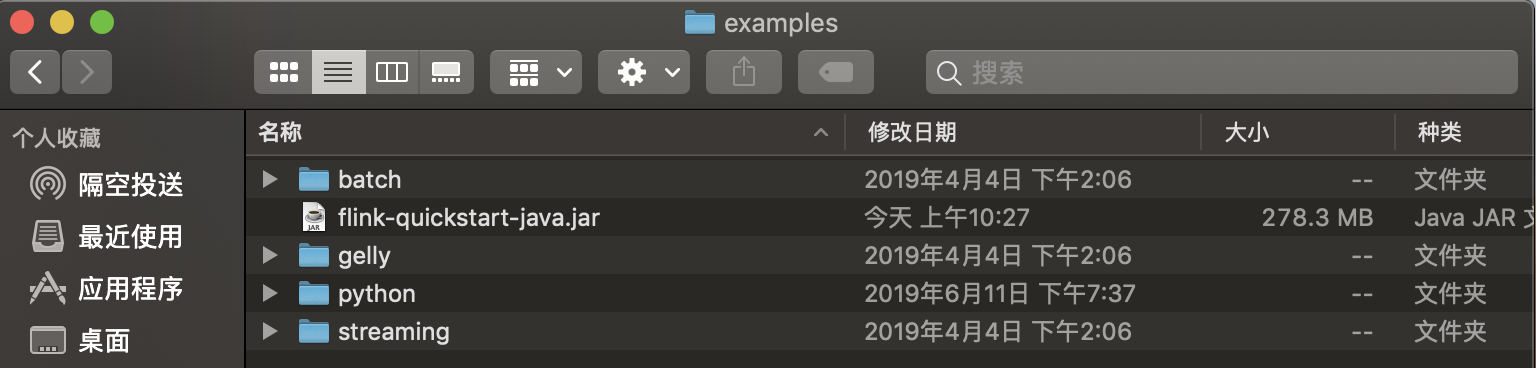 examples
搜索
个人收藏
隔空投送
最近使用
应用程序
桌面
名称 修改日期 大小 种类
batch 2019年4月4日 下午2:06 -- 文件夹
flink-quickstart-java.jar 今天 上午10:27 278.3 MB Java JAR 文
gelly 2019年4月4日 下午2:06 -- 文件夹
python 2019年6月11日 下午7:37 -- 文件夹
streaming 2019年4月4日 下午2:06 -- 文件夹